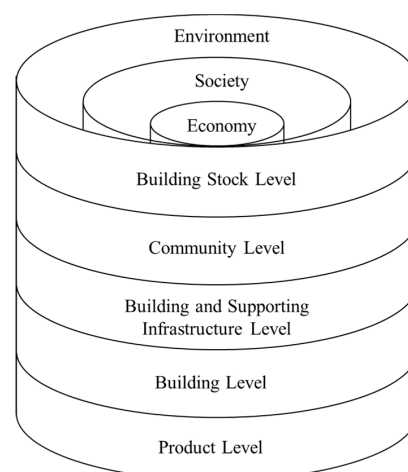 Environment
Society
Economy
Building Stock Level
Community Level
Building and Supporting
Infrastructure Level
Building Level
Product Level